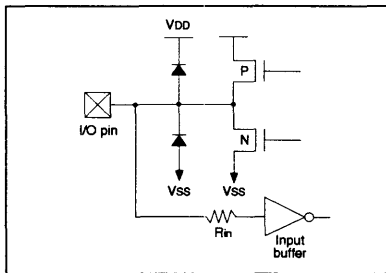 VDD
P
I/O pin
N
VSS
VSS
Rin
Input
buffer